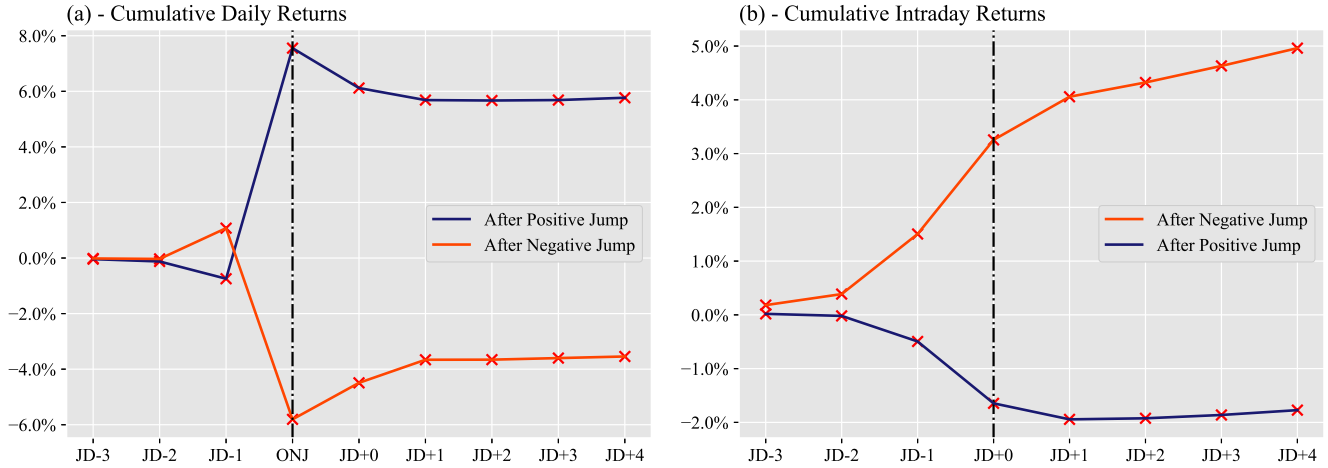 (a) - Cumulative Daily Returns
8.0%
6.0%
4.0%
2.0%
0.0%
−2.0%
−4.0%
−6.0%
After Positive Jump
After Negative Jump
JD-3 JD-2 JD-1 ONJ JD+0 JD+1 JD+2 JD+3 JD+4
(b) - Cumulative Intraday Returns
5.0%
4.0%
3.0%
2.0%
1.0%
0.0%
−1.0%
−2.0%
After Negative Jump
After Positive Jump
JD-3 JD-2 JD-1 JD+0 JD+1 JD+2 JD+3 JD+4